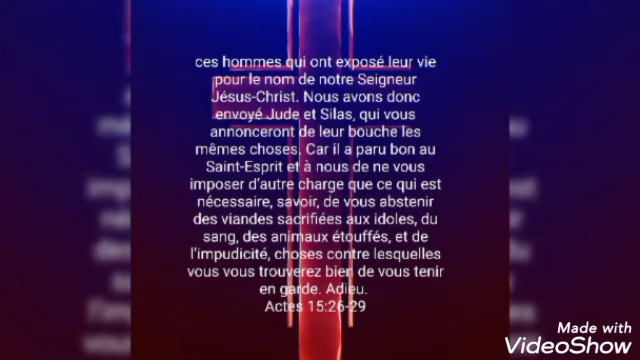 ces hommes qui ont exposé leur vie
pour le nom de notre Seigneur
Jésus-Christ. Nous avons donc
envoyé Jude et Silas, qui vous
annonceront de leur bouche les
mêmes choses. Car il a paru bon au
Saint-Esprit et à nous de ne vous
imposer d'autre charge que ce qui est
nécessaire, savoir, de vous abstenir
des viandes sacrifiées aux idoles, du
sang, des animaux étouffés, et de
l'impudicité, choses contre lesquelles
vous vous trouverez bien de vous tenir
en garde. Adieu.
Actes 15:26-29
Made with
VideoShow